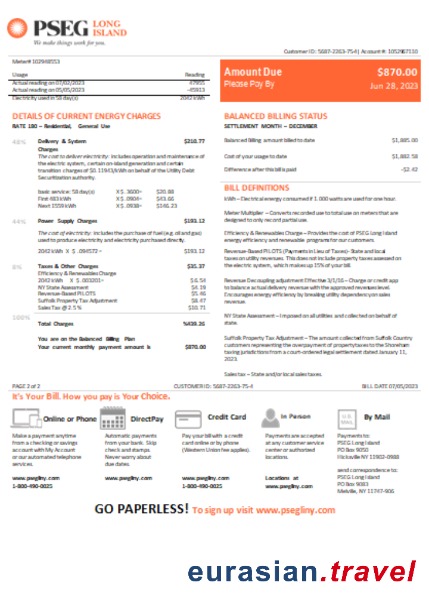 PSEG LONG ISLAND
We make things work for you.
Meter# 102948553
Usage Reading
Actual reading on 07/02/2023 47955
Actual reading on 05/05/2023 -45913
Electricity used in 58 day(s) 2042 kWh
Amount Due $870.00
Please Pay By Jun 28, 2023
DETAILS OF CURRENT ENERGY CHARGES
RATE 180 – Residential, General Use
Delivery & System Charges $210.77
The cost to deliver electricity: includes operation and maintenance of
the electric system, certain on-island generation and certain
transition charges of $0.11943/kWh on behalf of the Utility Debt
Securitization authority.
basic service: 58 day(s) X $ .3600= $20.88
X $ .0904= $43.66
Next 1559 kWh X $ .0938= $146.23
44% Power Supply Charges $193.12
The cost of electricity: includes the purchase of fuel (e.g. oil and gas)
used to produce electricity and electricity purchased directly.
2042 kWh X $ .094572 = $193.12
8% Taxes & Other Charges $35.37
Efficiency & Renewables Charge
2042 kWh X $ .003201= $6.54
NY State Assessment $4.19
Revenue-Based PILOTS $5.46
Suffolk Property Tax Adjustment $8.47
Sales Tax @ 2.5 % $10.71
100%
Total Charges %439.26
You are on the Balanced Billing Plan
Your current monthly payment amount is $870.00
BALANCED BILLING STATUS
SETTLEMENT MONTH – DECEMBER
Balanced Billing amount billed to date $1,885.00
Cost of your usage to date $1,882.58
Difference after this bill is paid -$2.42
BILL DEFINITIONS
kWh – Electrical energy consumed if 1.000 watts are used for one hour.
Meter Multiplier – Converts recorded use to total use on meters that are
designed to only record partial use.
Efficiency & Renewable Charge – Provides the cost of PSEG Long Island
energy efficiency and renewable programs for our customers.
Revenue-Based PILOTS (Payments in Lieu of Taxes) - State and local
taxes on utility revenues. This does not include property taxes assessed on
the electric system, which makes up 15% of your bill.
Revenue Decoupling adjustment Effective 3/1/16 – Charge or credit app
to balance actual delivery revenue with the approved revenue level.
Encourages energy efficiency by breaking utility dependency on sales
revenue.
NY State Assessment – Imposed on all utilities and collected on behalf of
state.
Suffolk Property Tax Adjustment – The amount collected from Suffolk County
customers representing the overpayment of property taxes to the Shoreham
taxing jurisdictions from a court-ordered legal settlement dated January 11,
2023.
Sales tax – State and/or local sales taxes.
PAGE 2 of 2 CUSTOMER ID: 5687-2263-75-4 BILL DATE 07/05/2023
It's Your Bill. How you pay is Your Choice.
Online or Phone
Make a payment anytime
from a checking or savings
account with My Account
or our automated telephone
services.
www.psegliny.com
1-800-490-0025
DirectPay
Automatic payments
from your bank. Skip
check and stamps.
Never worry about
due dates.
www.psegliny.com
1-800-490-0025
Credit Card
Pay your bill with a credit
card online or by phone
(Western Union fee applies).
www.psegliny.com
1-800-490-0025
In Person
Payments are accepted
at any customer service
center or authorized
locations.
Locations at
www.psegliny.com
U.S. MAIL
By Mail
Payments to:
PSEG Long Island
PO Box 9050
Hicksville NY 11802-0988
send correspondence to:
PSEG Long Island
PO Box 9083
Melville, NY 11747-906
GO PAPERLESS! To sign up visit www.psegliny.com
eurasian.travel